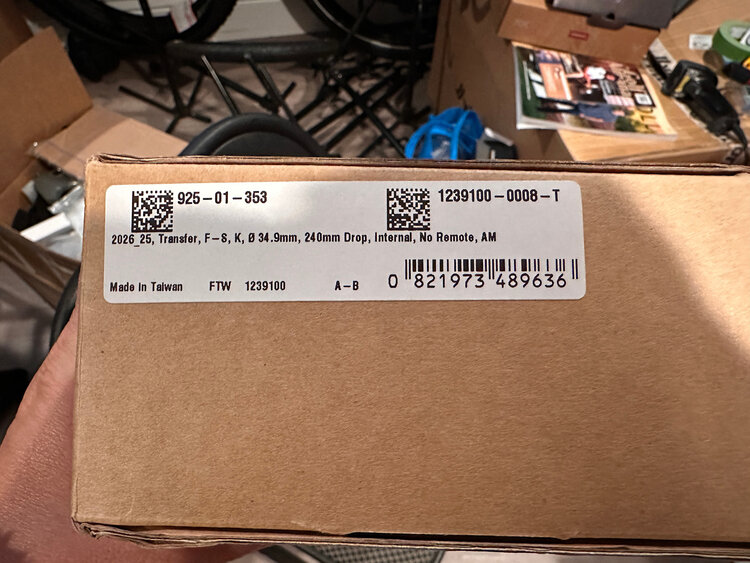 925-01-353
1239100-0008-T
2026_25, Transfer, F-S, K, Ø 34.9mm, 240mm Drop, Internal, No Remote, AM
Made in Taiwan FTW 1239100 A-B
0 821973 489636